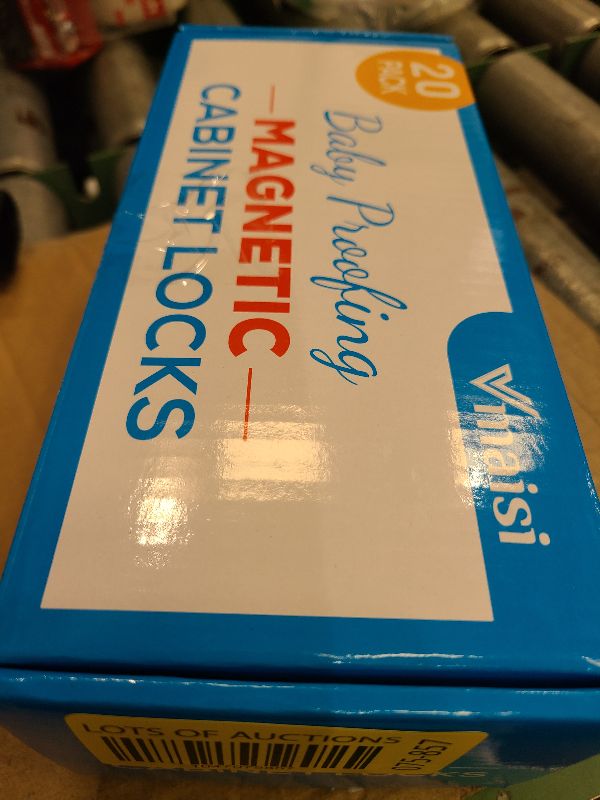 20
PACK
Baby Proofing
MAGNETIC
CABINET LOCKS
Vmaisi
LOTS OF AUCTIONS